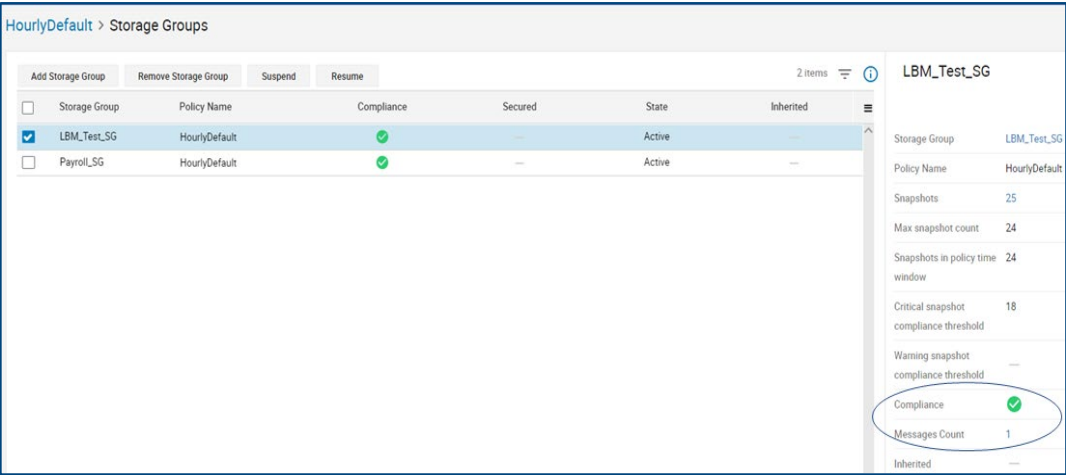 HourlyDefault > Storage Groups
Add Storage Group Remove Storage Group Suspend Resume 2 items
Storage Group Policy Name Compliance Secured State Inherited
LBM_Test_SG HourlyDefault — Active —
Payroll_SG HourlyDefault — Active —
LBM_Test_SG
Storage Group LBM_Test_SG
Policy Name HourlyDefault
Snapshots 25
Max snapshot count 24
Snapshots in policy time 24
window
Critical snapshot 18
compliance threshold
Warning snapshot —
compliance threshold
Compliance
Messages Count 1
Inherited —